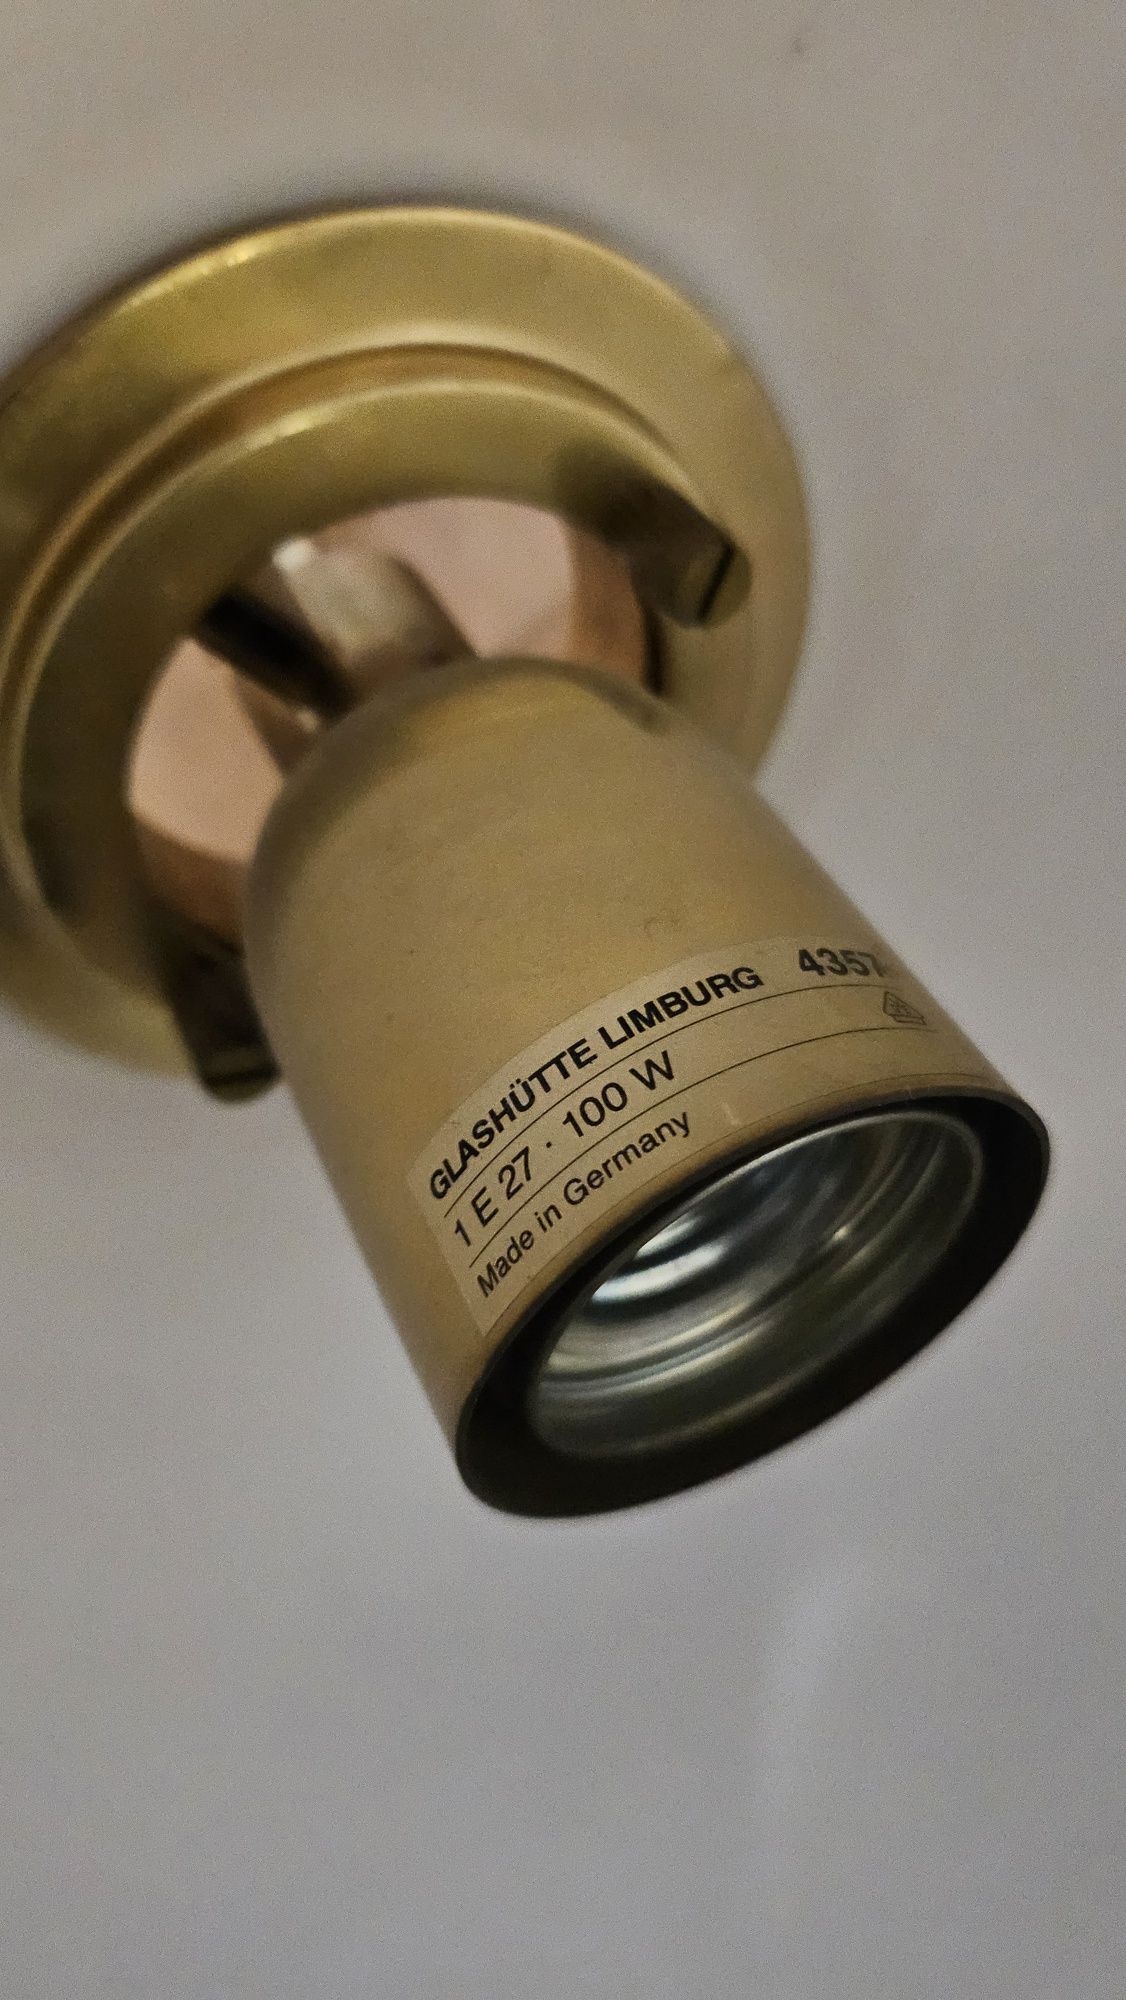 GLASHÜTTE LIMBURG 4357
1 E 27 · 100 W
Made in Germany